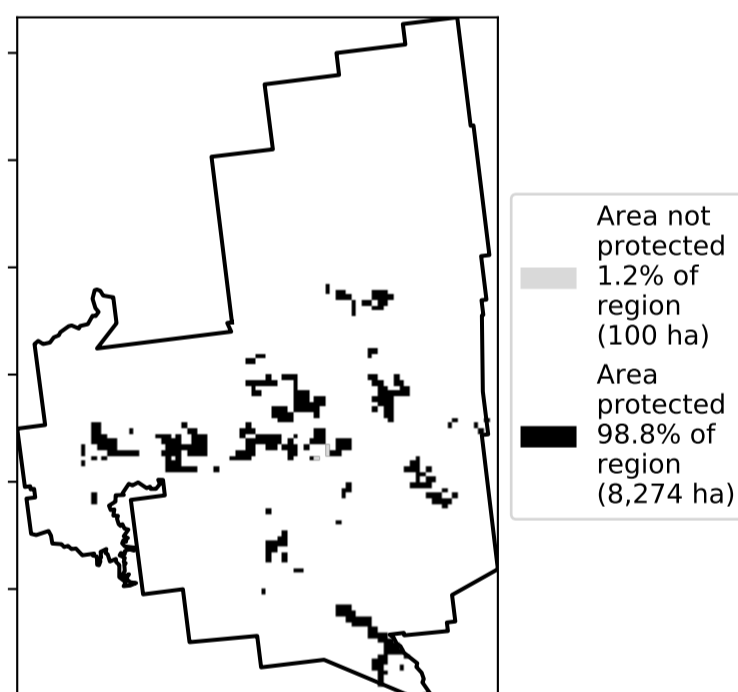 Area not
protected
1.2% of
region
(100 ha)
Area
protected
98.8% of
region
(8,274 ha)